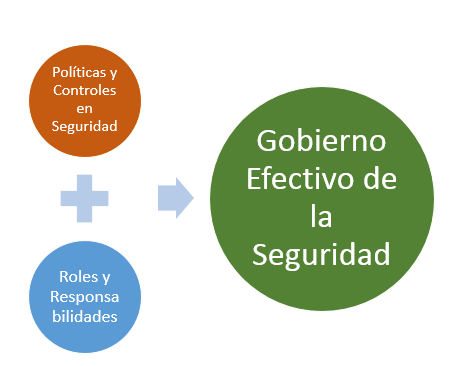 Políticas y
Controles
en
Seguridad
Roles y
Responsa
bilidades
Gobierno
Efectivo de
la
Seguridad